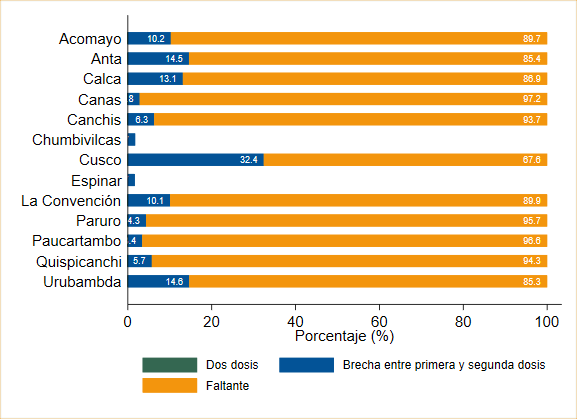 Acomayo 10.2 89.7
Anta 14.5 85.4
Calca 13.1 86.9
Canas 8 97.2
Canchis 6.3 93.7
Chumbivilcas
Cusco 32.4 67.6
Espinar
La Convención 10.1 89.9
Paruro 4.3 95.7
Paucartambo .4 96.6
Quispicanchi 5.7 94.3
Urubambda 14.6 85.3
0 20 40 60 80 100
Porcentaje (%)
Dos dosis Brecha entre primera y segunda dosis
Faltante